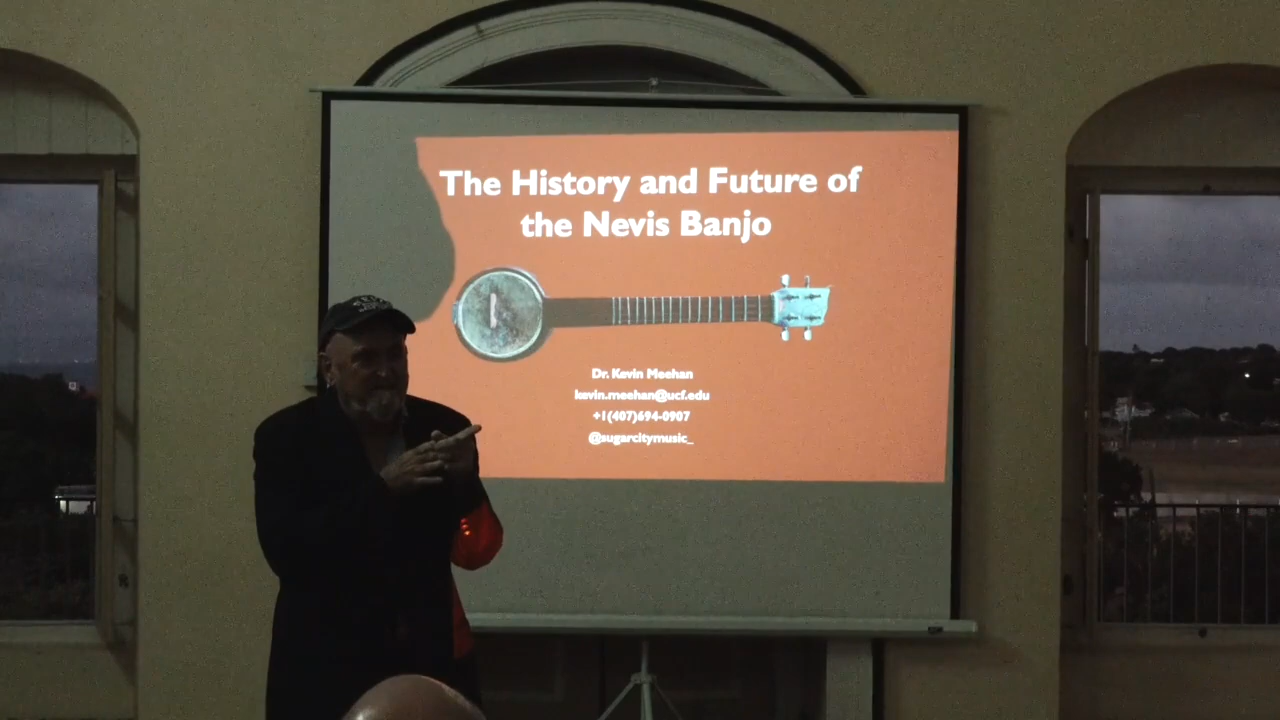 The History and Future of
the Nevis Banjo
Dr. Kevin Meehan
kevin.meehan@ucf.edu
+1(407)694-0907
@sugarcitymusic_